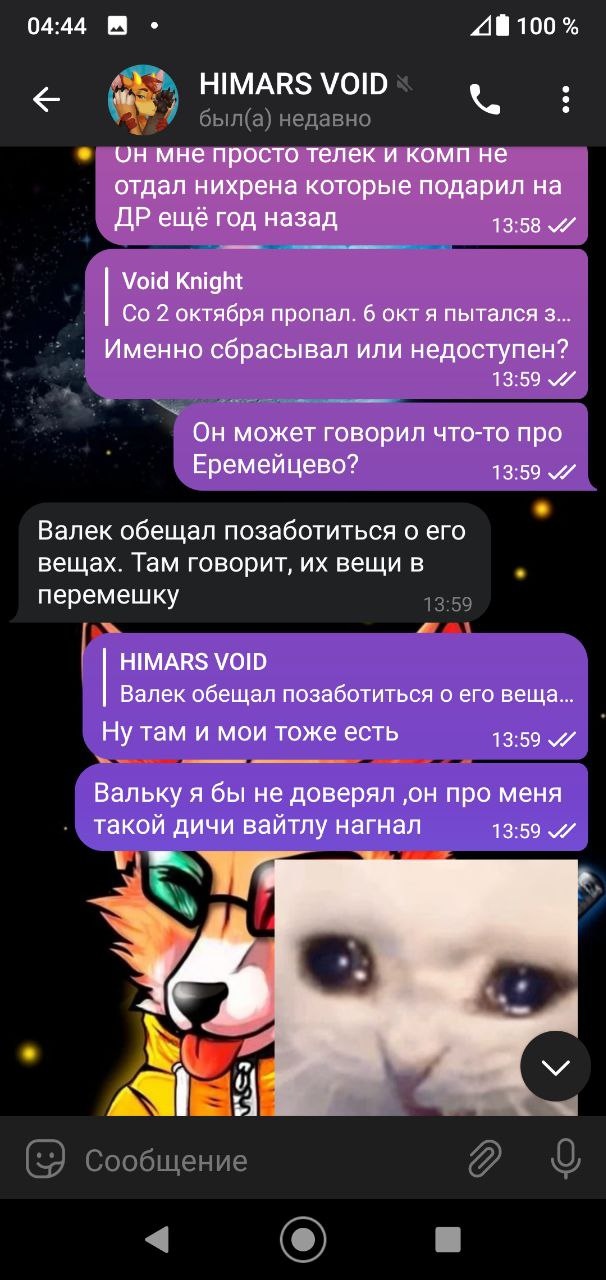 04:44
100 %
HIMARS VOID
был(а) недавно
Он мне просто телек и комп не
отдал нихрена которые подарил на
ДР ещё год назад
13:58
Void Knight
Со 2 октября пропал. 6 окт я пытался з...
Именно сбрасывал или недоступен?
13:59
Он может говорил что-то про
Еремейцево?
13:59
Валек обещал позаботиться о его
вещах. Там говорит, их вещи в
перемешку
13:59
HIMARS VOID
Валек обещал позаботиться о его веща...
Ну там и мои тоже есть
13:59
Вальку я бы не доверял ,он про меня
такой дичи вайтлу нагнал
13:59
Сообщение